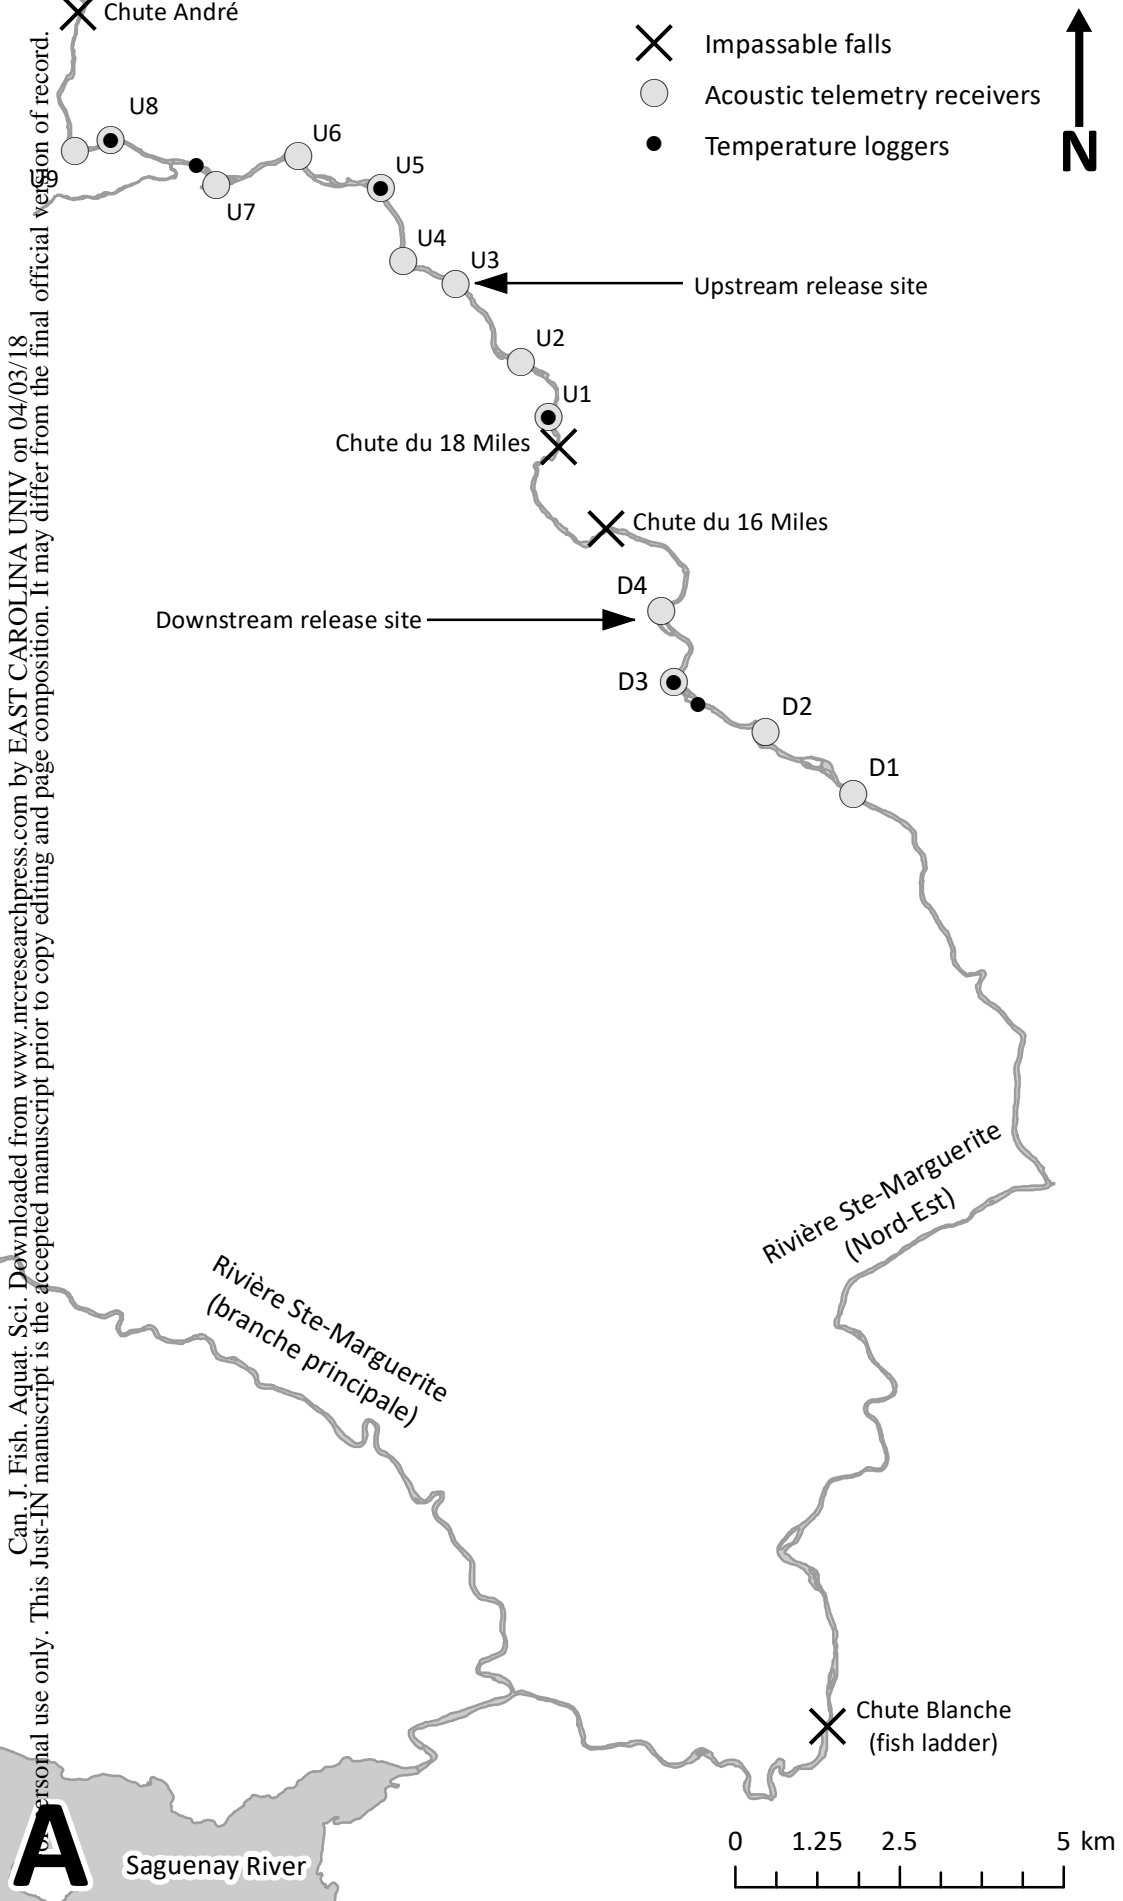 Chute André
Impassable falls
Acoustic telemetry receivers
Temperature loggers
N
U8
U9
U7
U6
U5
U4
U3
Upstream release site
U2
U1
Chute du 18 Miles
Chute du 16 Miles
D4
Downstream release site
D3
D2
D1
Rivière Ste-Marguerite
(Nord-Est)
Rivière Ste-Marguerite
(branche principale)
Chute Blanche
(fish ladder)
0 1.25 2.5 5 km
A
Saguenay River
Can. J. Fish. Aquat. Sci. Downloaded from www.nrcresearchpress.com by EAST CAROLINA UNIV on 04/03/18
personal use only. This Just-IN manuscript is the accepted manuscript prior to copy editing and page composition. It may differ from the final official version of record.